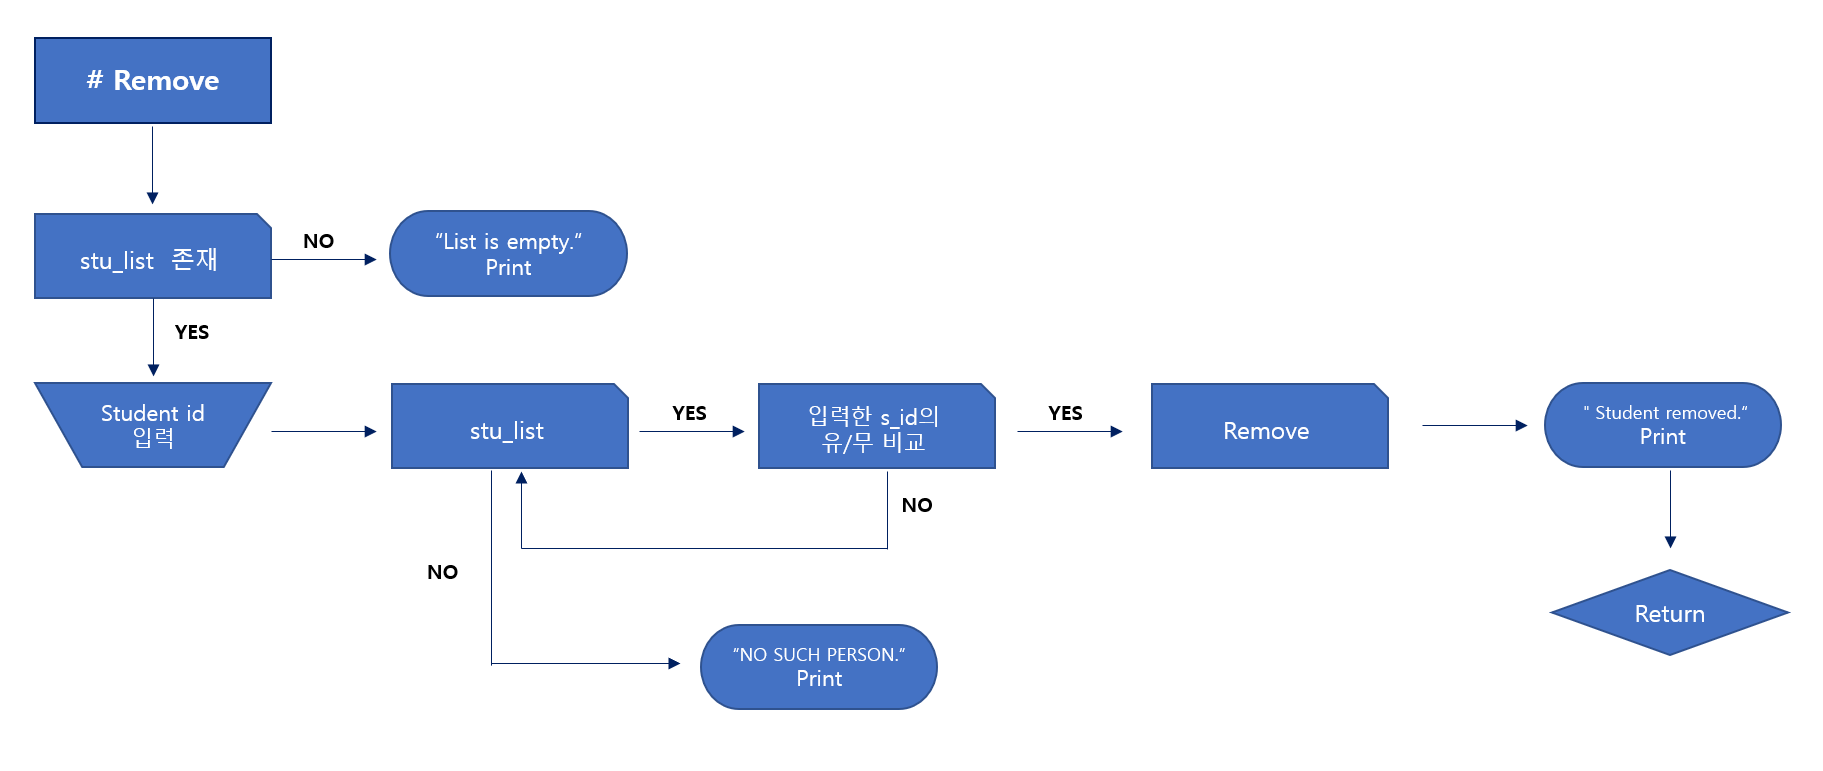 # Remove
stu_list 존재
NO
"List is empty."
Print
YES
Student id
입력
stu_list
YES
입력한 s_id의
유/무 비교
YES
Remove
" Student removed."
Print
NO
NO
Return
"NO SUCH PERSON."
Print